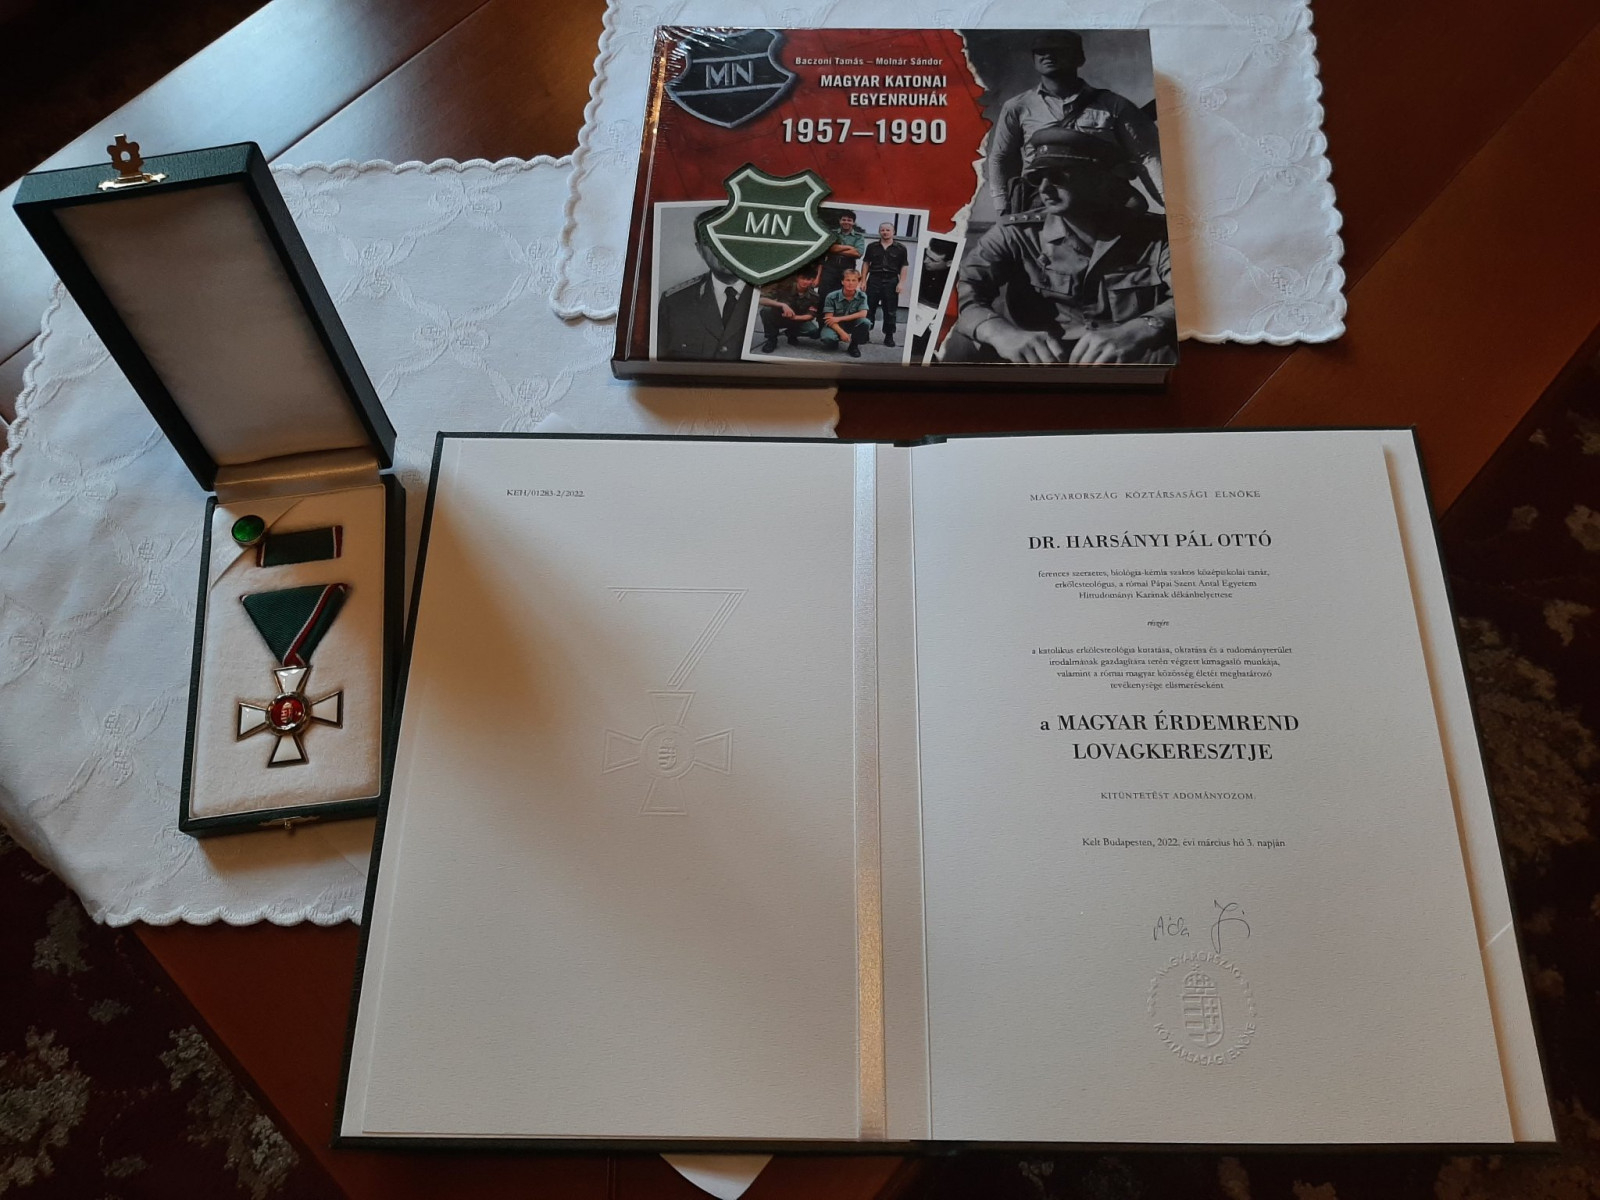 MN
Baczoni Tamás – Molnár Sándor
MAGYAR KATONAI
EGYENRUHÁK
1957–1990
MN
KEH/01283-2/2022.
MAGYARORSZÁG KÖZTÁRSASÁGI ELNÖKE
DR. HARSÁNYI PÁL OTTÓ
ferences szerzetes, biológia-kémia szakos középiskolai tanár,
erkölcsteológus, a római Pápai Szent Antal Egyetem
Hittudományi Karának dékánhelyettese
részére
a katolikus erkölcsteológia kutatása, oktatása és a tudományterület
irodalmának gazdagítása terén végzett kimagasló munkája,
valamint a római magyar közösség életét meghatározó
tevékenysége elismeréseként
a MAGYAR ÉRDEMREND
LOVAGKERESZTJE
KITÜNTETÉST ADOMÁNYOZOM.
Kelt Budapesten, 2022. évi március hó 3. napján
MAGYARORSZÁG
KÖZTÁRSASÁGI ELNÖKE